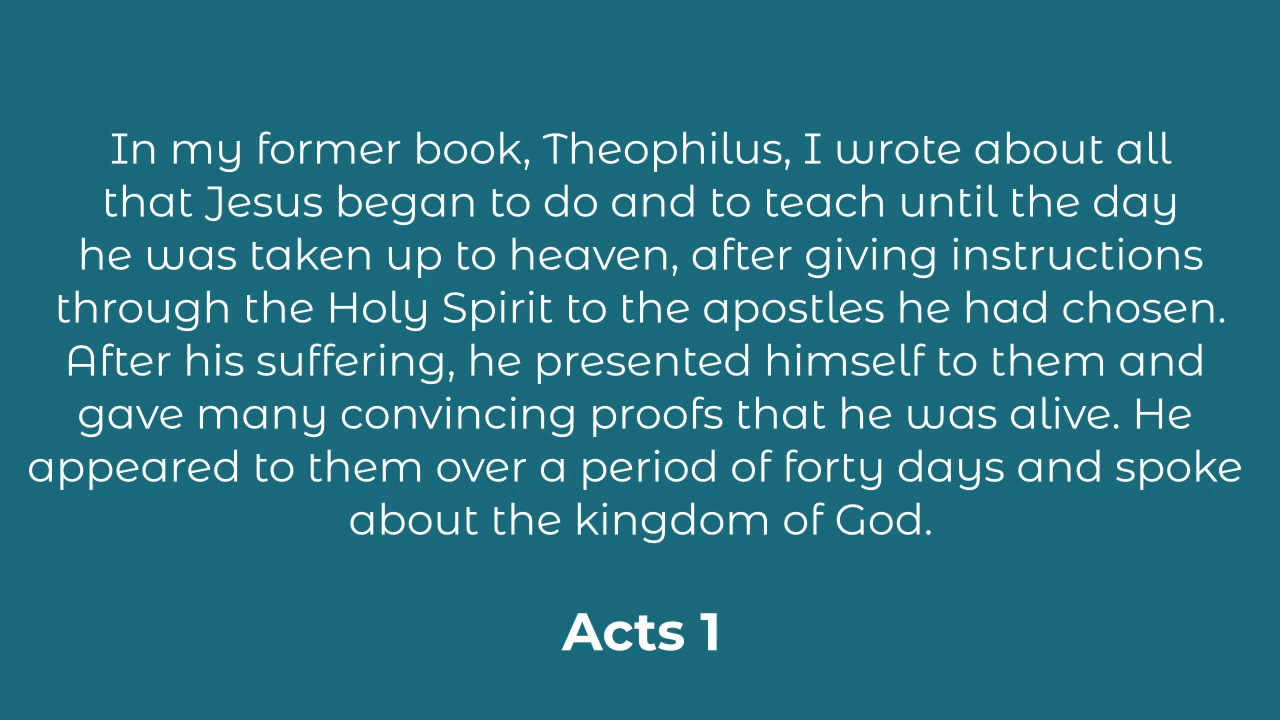 In my former book, Theophilus, I wrote about all
that Jesus began to do and to teach until the day
he was taken up to heaven, after giving instructions
through the Holy Spirit to the apostles he had chosen.
After his suffering, he presented himself to them and
gave many convincing proofs that he was alive. He
appeared to them over a period of forty days and spoke
about the kingdom of God.
Acts 1